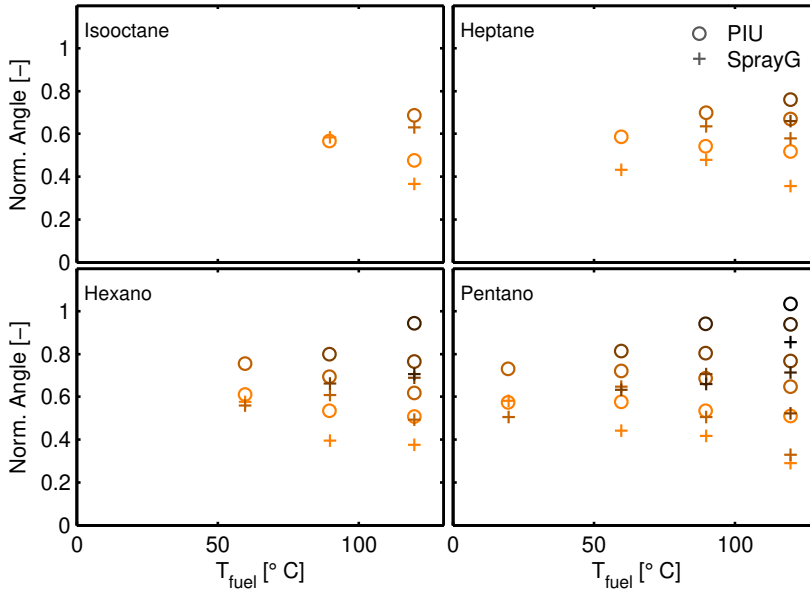 Isooctane
Heptane
PIU
SprayG
Norm. Angle [−]
1
0.8
0.6
0.4
0.2
0
Hexano
Pentano
Norm. Angle [−]
1
0.8
0.6
0.4
0.2
0
0 50 100
0 50 100
T_fuel [° C]
T_fuel [° C]